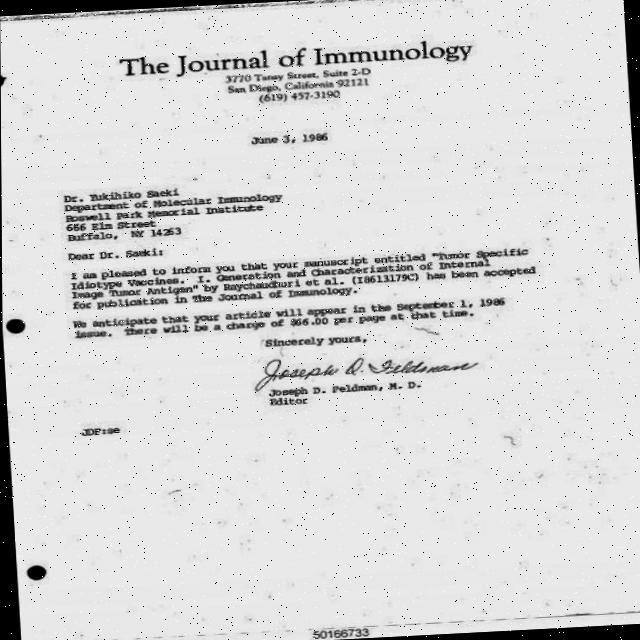 The Journal of Immunology
3770 Tansy Street, Suite 2-D
San Diego, California 92121
(619) 457-3190
June 3, 1986
Dr. Yukihiko Saeki
Department of Molecular Immunology
Roswell Park Memorial Institute
666 Elm Street
Buffalo, NY 14263
Dear Dr. Saeki:
I am pleased to inform you that your manuscript entitled "Tumor Specific
Idiotype Vaccines. I. Generation and Characterization of Internal
Image Tumor Antigen" by Raychaudhuri et al. (I8613179C) has been accepted
for publication in The Journal of Immunology.
We anticipate that your article will appear in the September 1, 1986
issue. There will be a charge of $66.00 per page at that time.
Sincerely yours,
Joseph D. Feldman
Joseph D. Feldman, M. D.
Editor
JDF:se
50166733